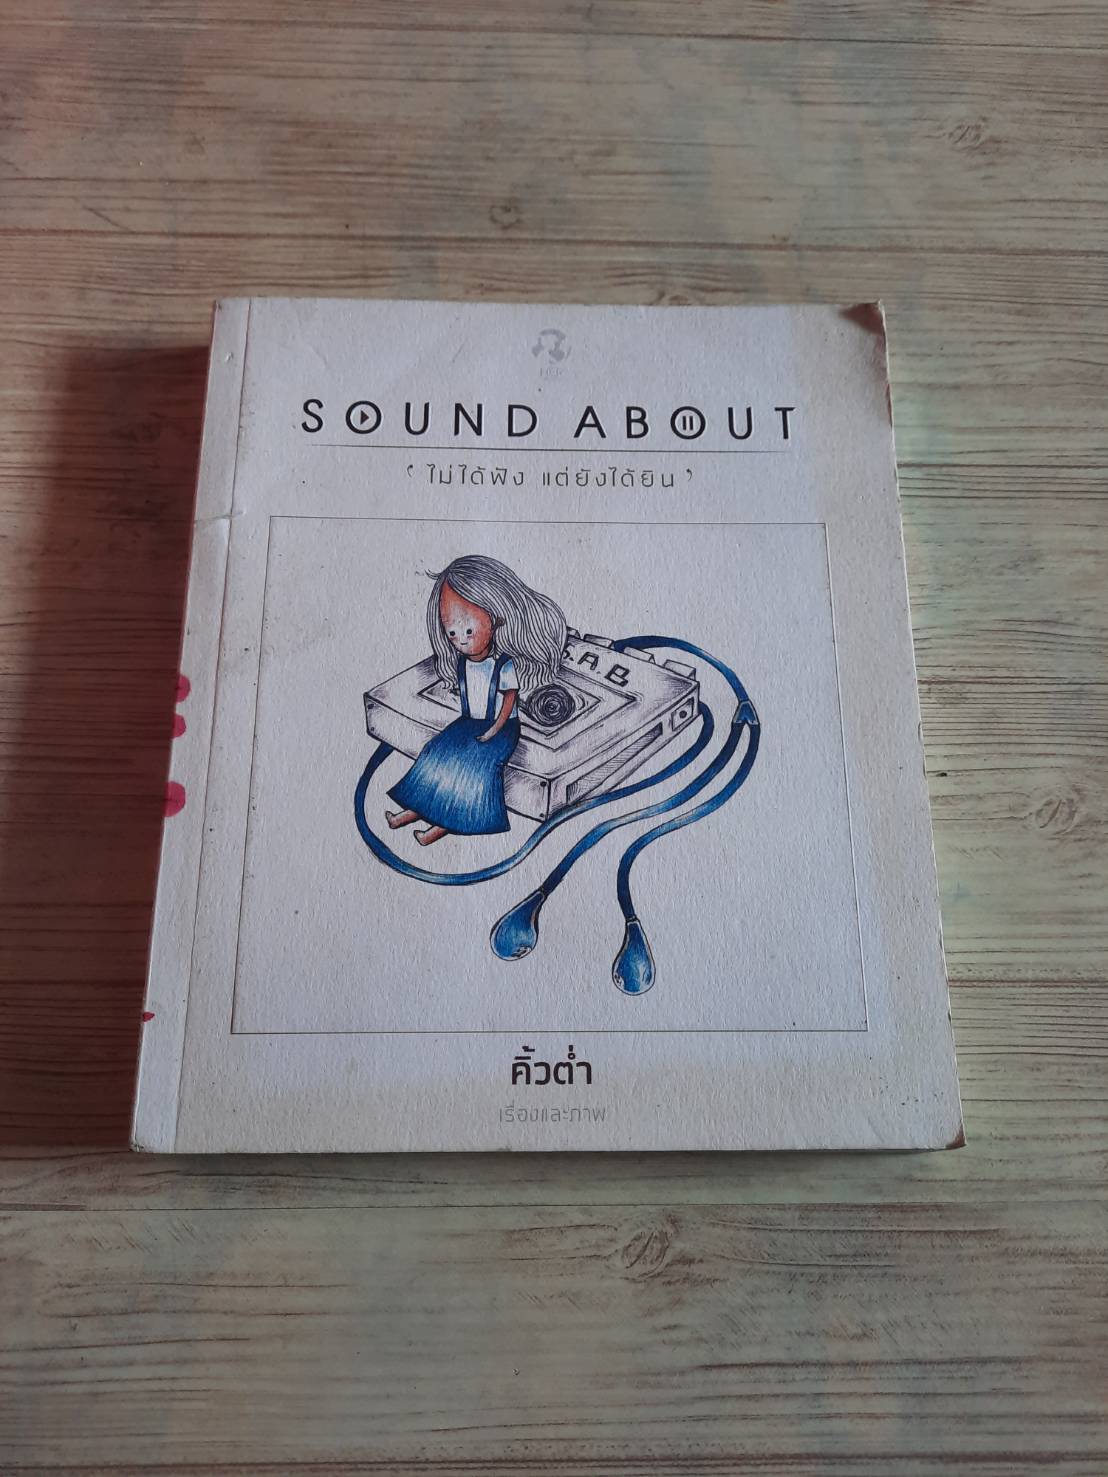 SOUND ABOUT
‘ ไม่ได้ฟัง แต่ยังได้ยิน ’
S.A.B
คิ้วต่ำ
เรื่องและภาพ